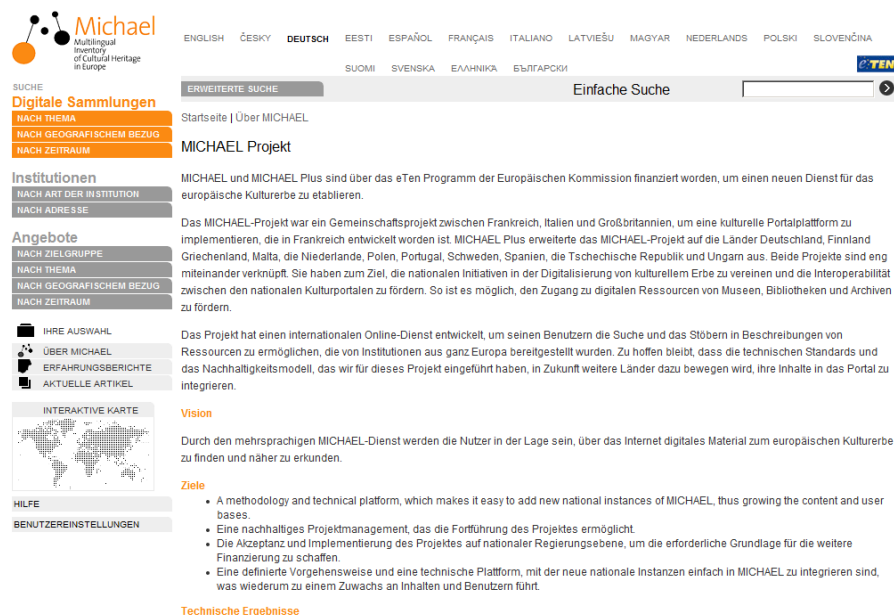 Michael
Multilingual
Inventory
of Cultural Heritage
in Europe
ENGLISH ČESKY DEUTSCH EESTI ESPAÑOL FRANÇAIS ITALIANO LATVIEŠU MAGYAR NEDERLANDS POLSKI SLOVENČINA
SUOMI SVENSKA ΕΛΛΗΝΙΚΆ БЪЛГАРСКИ
eTEN
SUCHE
Digitale Sammlungen
NACH THEMA
NACH GEOGRAFISCHEM BEZUG
NACH ZEITRAUM
Institutionen
NACH ART DER INSTITUTION
NACH ADRESSE
Angebote
NACH ZIELGRUPPE
NACH THEMA
NACH GEOGRAFISCHEM BEZUG
NACH ZEITRAUM
IHRE AUSWAHL
ÜBER MICHAEL
ERFAHRUNGSBERICHTE
AKTUELLE ARTIKEL
INTERAKTIVE KARTE
HILFE
BENUTZEREINSTELLUNGEN
ERWEITERTE SUCHE
Einfache Suche
Startseite | Über MICHAEL
MICHAEL Projekt
MICHAEL und MICHAEL Plus sind über das eTen Programm der Europäischen Kommission finanziert worden, um einen neuen Dienst für das
europäische Kulturerbe zu etablieren.
Das MICHAEL-Projekt war ein Gemeinschaftsprojekt zwischen Frankreich, Italien und Großbritannien, um eine kulturelle Portalplattform zu
implementieren, die in Frankreich entwickelt worden ist. MICHAEL Plus erweiterte das MICHAEL-Projekt auf die Länder Deutschland, Finnland
Griechenland, Malta, die Niederlande, Polen, Portugal, Schweden, Spanien, die Tschechische Republik und Ungarn aus. Beide Projekte sind eng
miteinander verknüpft. Sie haben zum Ziel, die nationalen Initiativen in der Digitalisierung von kulturellem Erbe zu vereinen und die Interoperabilität
zwischen den nationalen Kulturportalen zu fördern. So ist es möglich, den Zugang zu digitalen Ressourcen von Museen, Bibliotheken und Archiven
zu fördern.
Das Projekt hat einen internationalen Online-Dienst entwickelt, um seinen Benutzern die Suche und das Stöbern in Beschreibungen von
Ressourcen zu ermöglichen, die von Institutionen aus ganz Europa bereitgestellt wurden. Zu hoffen bleibt, dass die technischen Standards und
das Nachhaltigkeitsmodell, das wir für dieses Projekt eingeführt haben, in Zukunft weitere Länder dazu bewegen wird, ihre Inhalte in das Portal zu
integrieren.
Vision
Durch den mehrsprachigen MICHAEL-Dienst werden die Nutzer in der Lage sein, über das Internet digitales Material zum europäischen Kulturerbe
zu finden und näher zu erkunden.
Ziele
A methodology and technical platform, which makes it easy to add new national instances of MICHAEL, thus growing the content and user
bases.
Eine nachhaltiges Projektmanagement, das die Fortführung des Projektes ermöglicht.
Die Akzeptanz und Implementierung des Projektes auf nationaler Regierungsebene, um die erforderliche Grundlage für die weitere
Finanzierung zu schaffen.
Eine definierte Vorgehensweise und eine technische Plattform, mit der neue nationale Instanzen einfach in MICHAEL zu integrieren sind,
was wiederum zu einem Zuwachs an Inhalten und Benutzern führt.
Technische Ergebnisse